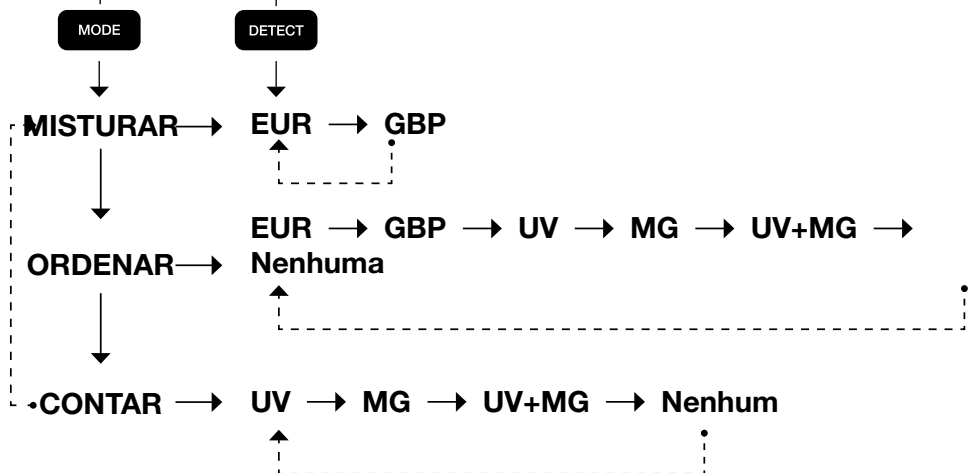 MODE DETECT
MISTURAR EUR GBP
EUR GBP UV MG UV+MG
ORDENAR Nenhuma
CONTAR UV MG UV+MG Nenhum